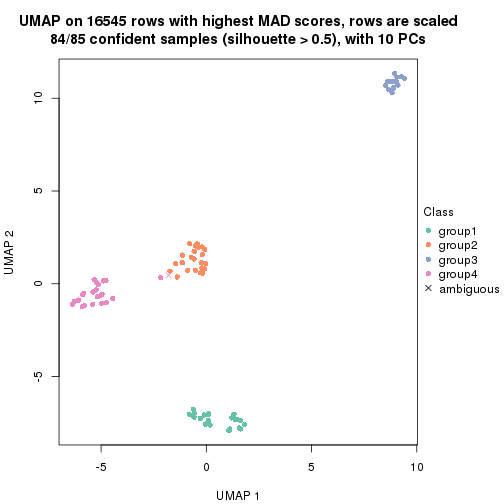 UMAP on 16545 rows with highest MAD scores, rows are scaled
84/85 confident samples (silhouette > 0.5), with 10 PCs
10
5
0
-5
UMAP 2
-5
0
5
10
UMAP 1
Class
group1
group2
group3
group4
ambiguous